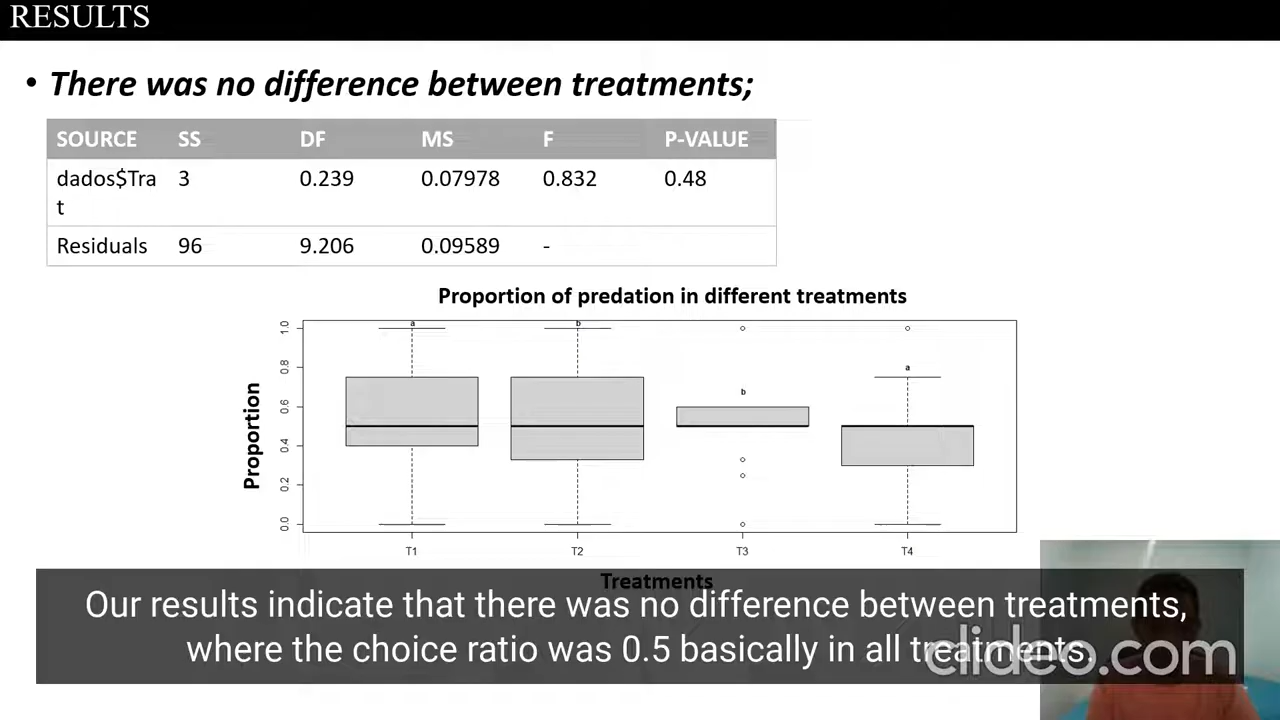 RESULTS
• There was no difference between treatments;
SOURCE SS DF MS F P-VALUE
dados$Tra 3 0.239 0.07978 0.832 0.48
t
Residuals 96 9.206 0.09589 -
Proportion of predation in different treatments
Proportion
1.0
0.8
0.6
0.4
0.2
0.0
a b b a
T1 T2 T3 T4
Treatments
Our results indicate that there was no difference between treatments,
where the choice ratio was 0.5 basically in all treatments.
clideo.com